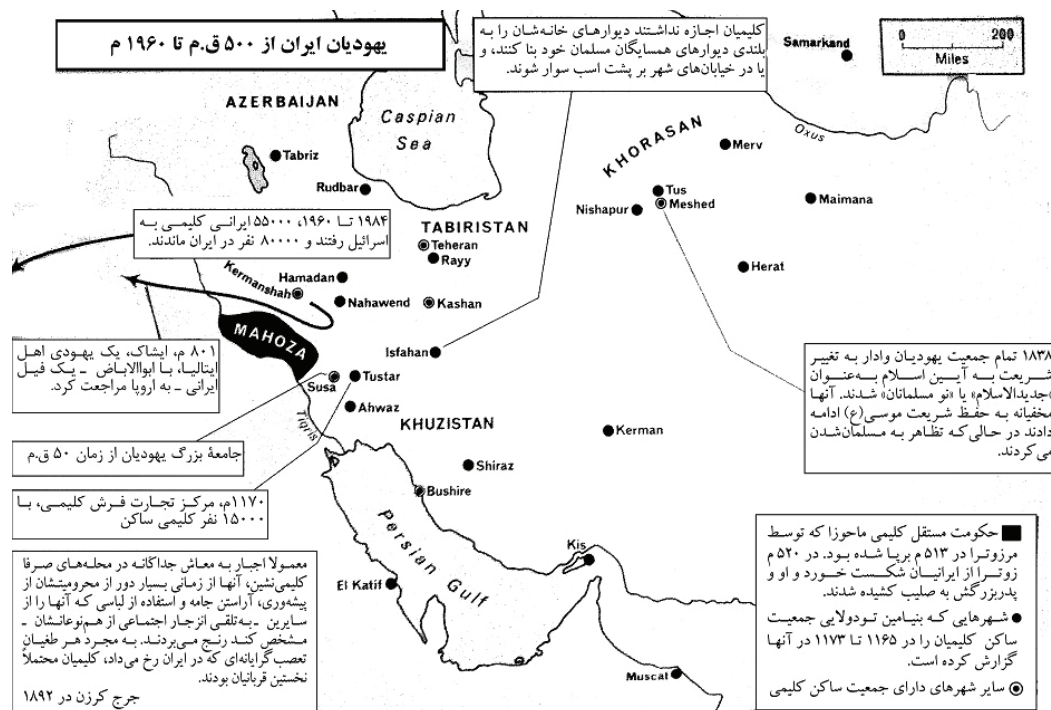 یهودیان ایران از ۵۰۰ ق.م تا ۱۹۶۰ م
کلیمیان اجازه نداشتند دیوارهای خانه‌شان را به
بلندی دیوارهای همسایگان مسلمان خود بنا کنند، و
یا در خیابان‌های شهر بر پشت اسب سوار شوند.
Samarkand
0 200
Miles
AZERBAIJAN
Caspian
Sea
Oxus
KHORASAN
Merv
Tabriz
Rudbar
Tus
Meshed
Nishapur
Maimana
۱۹۸۴ تا ۱۹۶۰، ۵۵۰۰۰ ایرانی کلیمی به
اسرائیل رفتند و ۸۰۰۰۰ نفر در ایران ماندند.
TABIRISTAN
Teheran
Rayy
Herat
Hamadan
Kermanshah
Nahawend
Kashan
MAHOZA
Isfahan
۸۰۱ م، ایشاک، یک یهودی اهل
ایتالیا، با ابواالاباض ـ یک فیل
ایرانی ـ به اروپا مراجعت کرد.
۱۸۳۸ تمام جمعیت یهودیان وادار به تغییر
شریعت به آیین اسلام به‌عنوان
«جدیدالاسلام» یا «نو مسلمانان» شدند. آنها
مخفیانه به حفظ شریعت موسی(ع) ادامه
دادند در حالی‌که تظاهر به مسلمان‌شدن
می‌کردند.
Susa
Tustar
Ahwaz
Tigris
KHUZISTAN
Kerman
جامعهٔ بزرگ یهودیان از زمان ۵۰ ق.م
Shiraz
Bushire
۱۱۷۰م، مرکز تجارت فرش کلیمی، با
۱۵۰۰۰ نفر کلیمی ساکن
Persian Gulf
Kis
El Katif
Muscat
معمولا اجبار به معاش جداگانه در محله‌های صرفا
کلیمی‌نشین، آنها از زمانی بسیار دور از محرومیتشان از
پیشه‌وری، آراستن جامه و استفاده از لباسی که آنها را از
سایرین ـ به‌تلقی انزجار اجتماعی از هم‌نوعانشان ـ
مشخص کند رنج می‌بردند. به مجرد هر طغیان
تعصب‌گرایانه‌ای که در ایران رخ می‌داد، کلیمیان محتملاً
نخستین قربانیان بودند.
جرج کرزن در ۱۸۹۲
حکومت مستقل کلیمی ماحوزا که توسط
مرزوترا در ۵۱۳ م برپا شده بود. در ۵۲۰ م
زوترا از ایرانیان شکست خورد و او و
پدربزرگش به صلیب کشیده شدند.
شهرهایی که بنیامین تودولایی جمعیت
ساکن کلیمیان را در ۱۱۶۵ تا ۱۱۷۳ در آنها
گزارش کرده است.
سایر شهرهای دارای جمعیت ساکن کلیمی